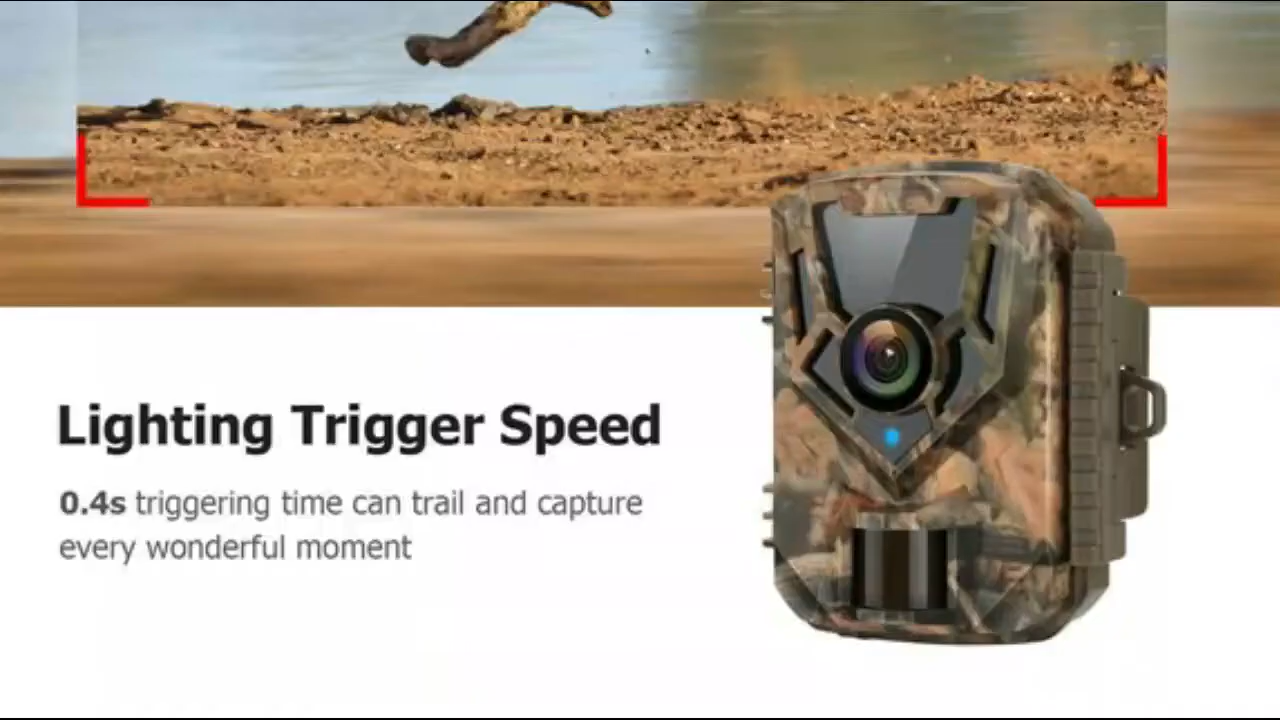 Lighting Trigger Speed
0.4s triggering time can trail and capture
every wonderful moment